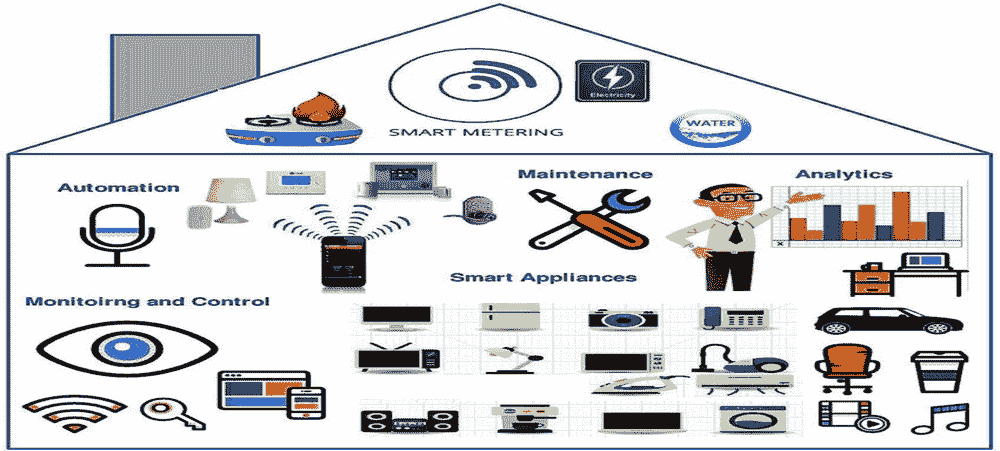 Electricity
SMART METERING
WATER
Automation
Maintenance
Analytics
Smart Appliances
Monitoirng and Control